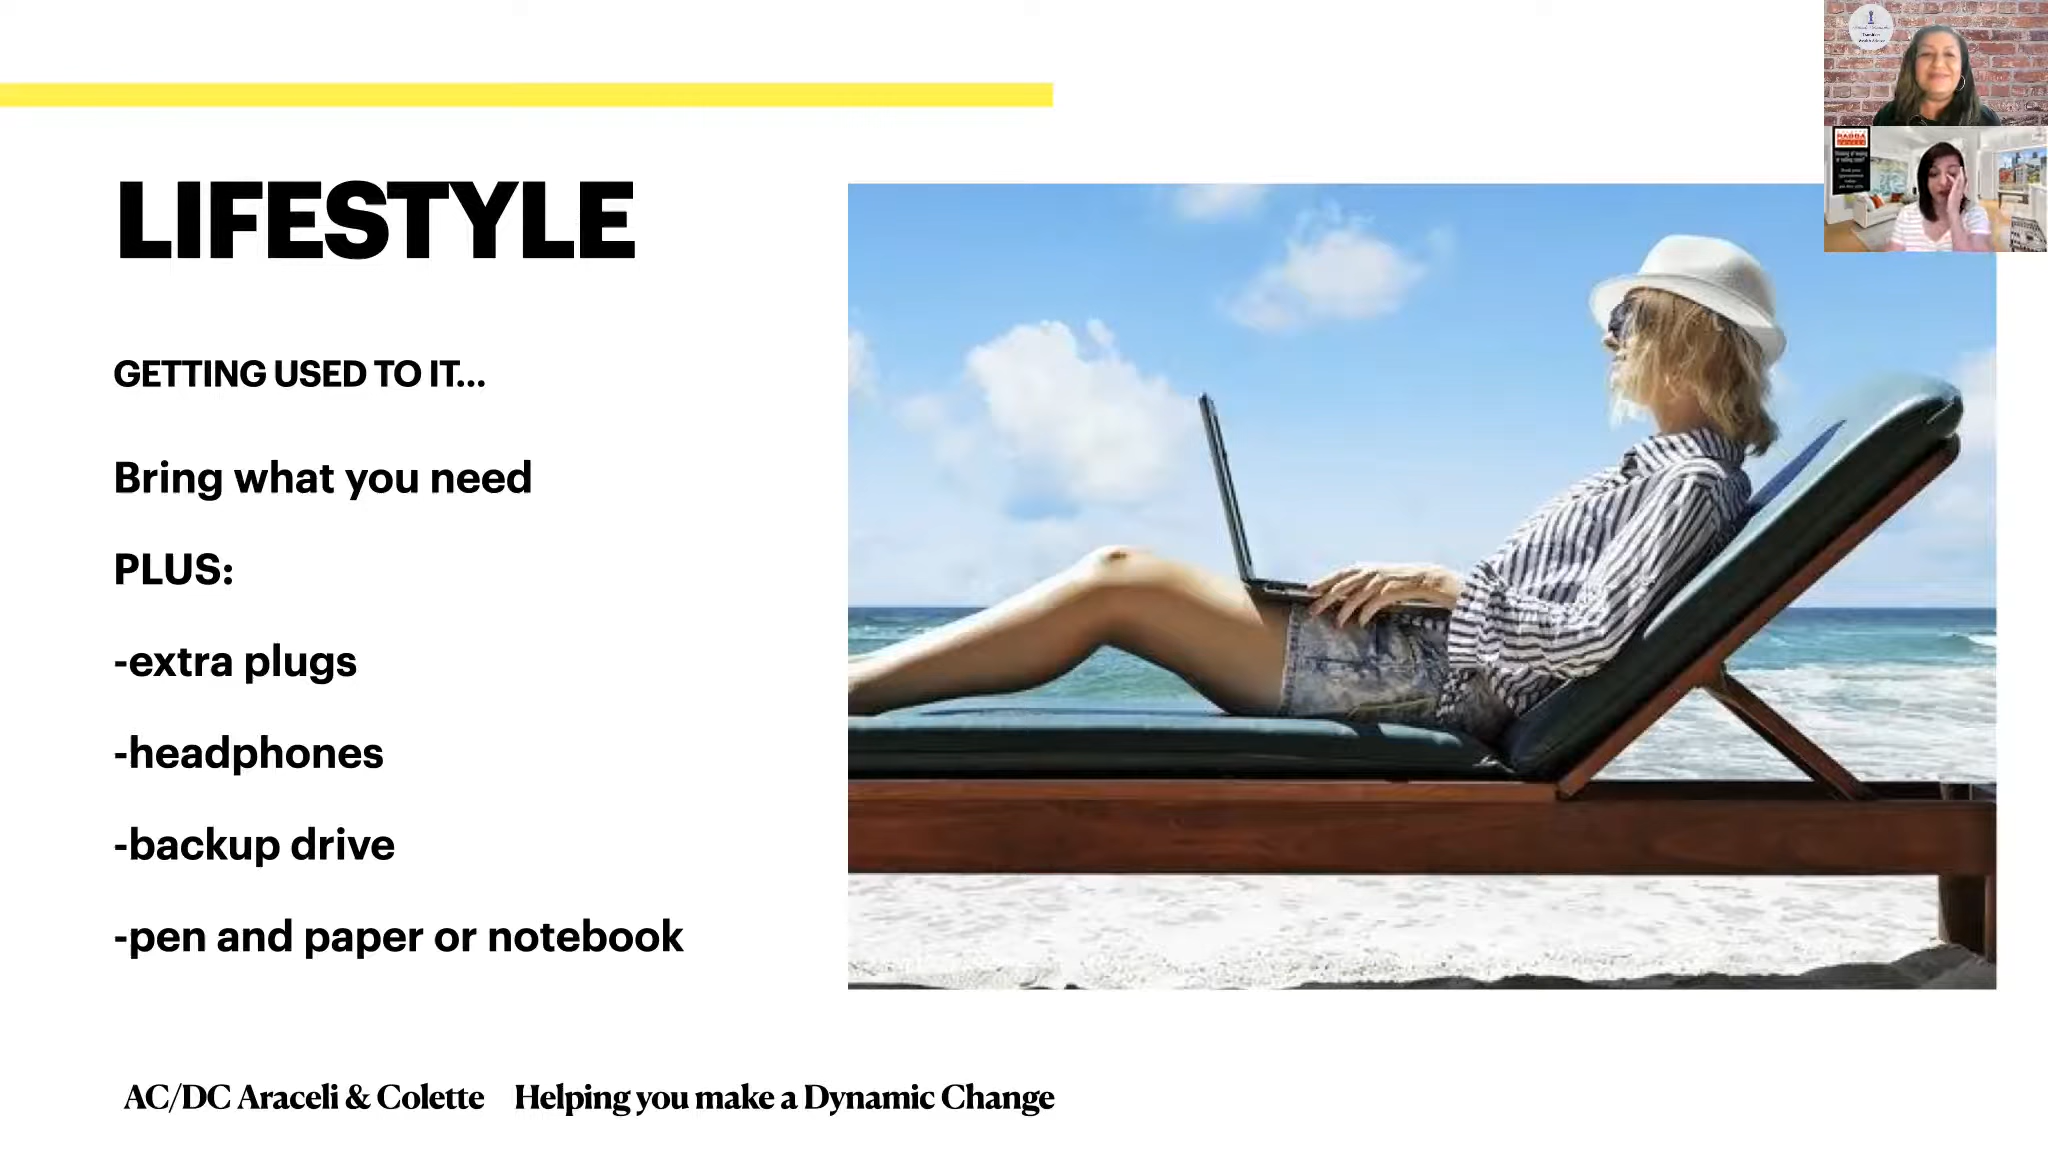 LIFESTYLE
GETTING USED TO IT...
Bring what you need
PLUS:
-extra plugs
-headphones
-backup drive
-pen and paper or notebook
AC/DC Araceli & Colette Helping you make a Dynamic Change